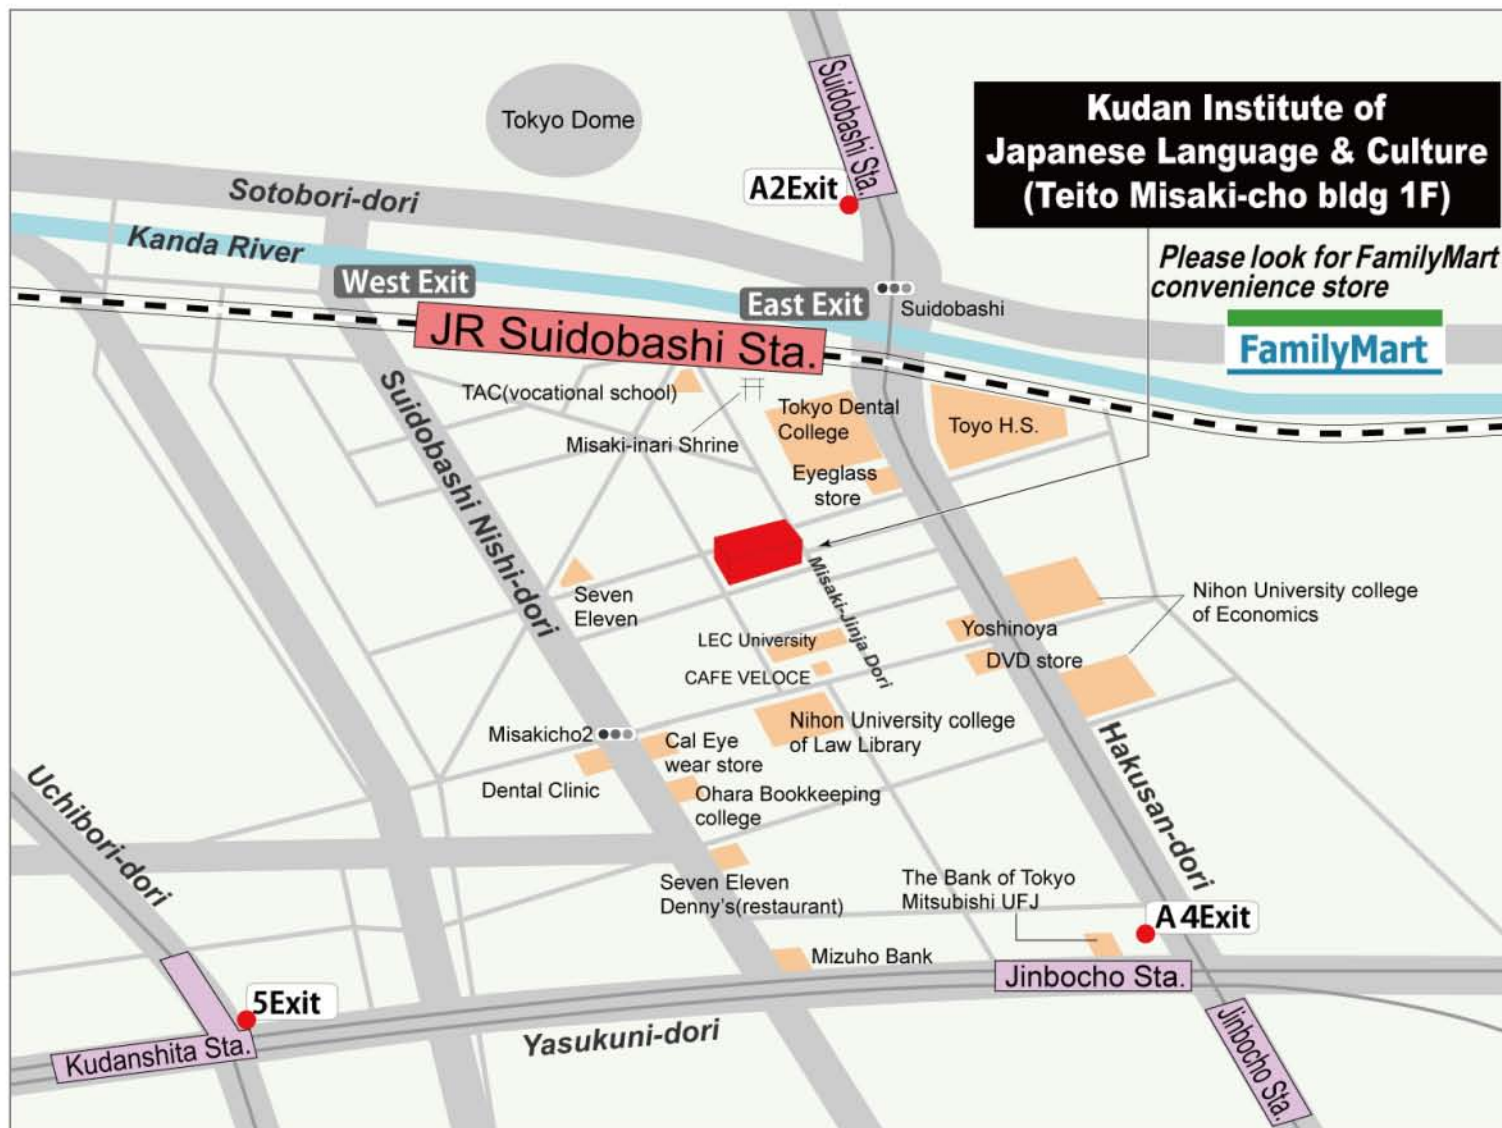 Tokyo Dome
Suidobashi Sta.
Kudan Institute of
Japanese Language & Culture
(Teito Misaki-cho bldg 1F)
A2Exit
Sotobori-dori
Kanda River
Please look for FamilyMart
convenience store
FamilyMart
West Exit
East Exit
Suidobashi
JR Suidobashi Sta.
TAC(vocational school)
Misaki-inari Shrine
Tokyo Dental
College
Toyo H.S.
Eyeglass
store
Suidobashi Nishi-dori
Seven
Eleven
Misaki-Jinja Dori
Nihon University college
of Economics
LEC University
Yoshinoya
CAFE VELOCE
DVD store
Nihon University college
of Law Library
Misakicho2
Cal Eye
wear store
Dental Clinic
Ohara Bookkeeping
college
Hakusan-dori
Uchibori-dori
Seven Eleven
Denny's(restaurant)
The Bank of Tokyo
Mitsubishi UFJ
A4Exit
Mizuho Bank
Jinbocho Sta.
5Exit
Kudanshita Sta.
Yasukuni-dori
Jinbocho Sta.